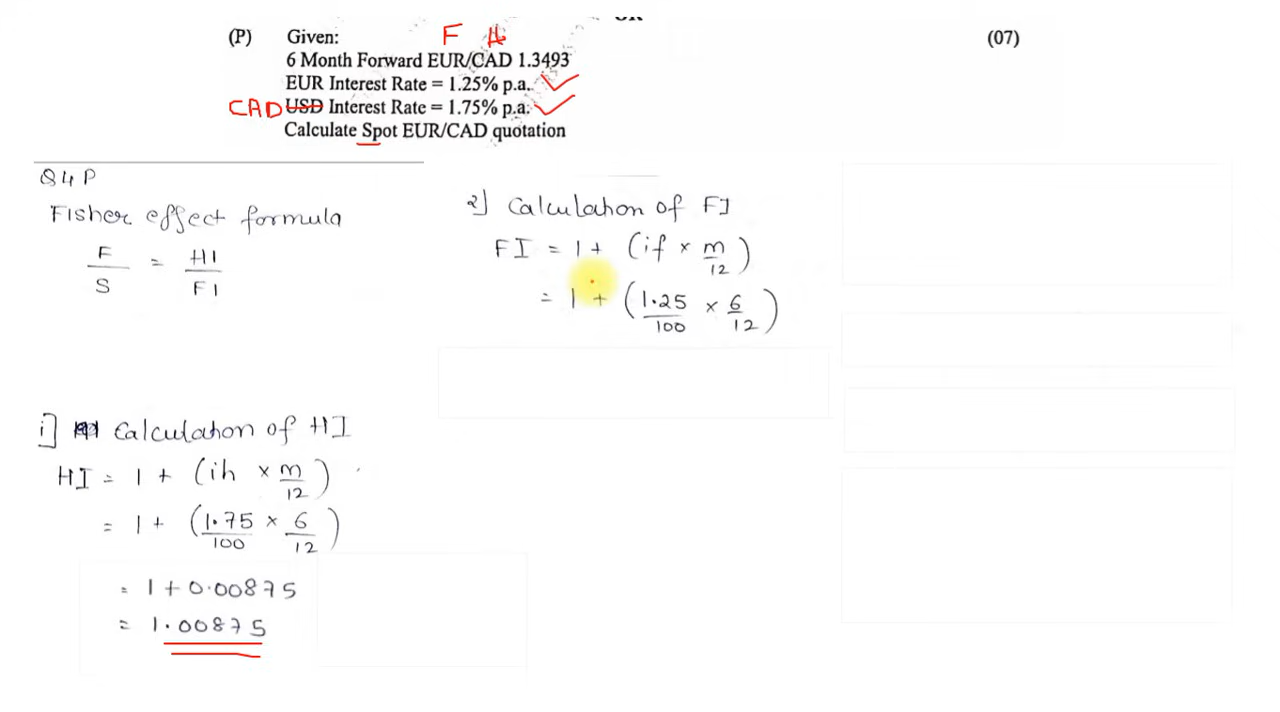 OR
(P) Given: F H (07)
6 Month Forward EUR/CAD 1.3493
EUR Interest Rate = 1.25% p.a.
CAD USD Interest Rate = 1.75% p.a.
Calculate Spot EUR/CAD quotation
Q4P
Fisher effect formula
F/S = HI/FI
i] Calculation of HI
HI = 1 + (ih × m/12)
= 1 + (1.75/100 × 6/12)
= 1 + 0.00875
= 1.00875
2] Calculation of FI
FI = 1 + (if × m/12)
= 1 + (1.25/100 × 6/12)